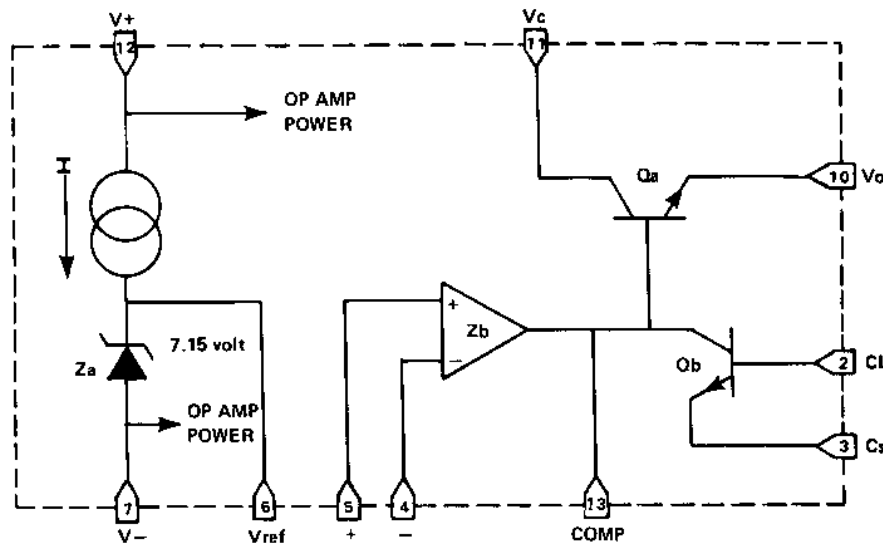 V+
Vc
12
11
OP AMP
POWER
I
Qa
10
Vo
+
Zb
−
7.15 volt
Za
Qb
2
CL
OP AMP
POWER
3
Cs
7
6
5
4
13
V−
Vref
+
−
COMP